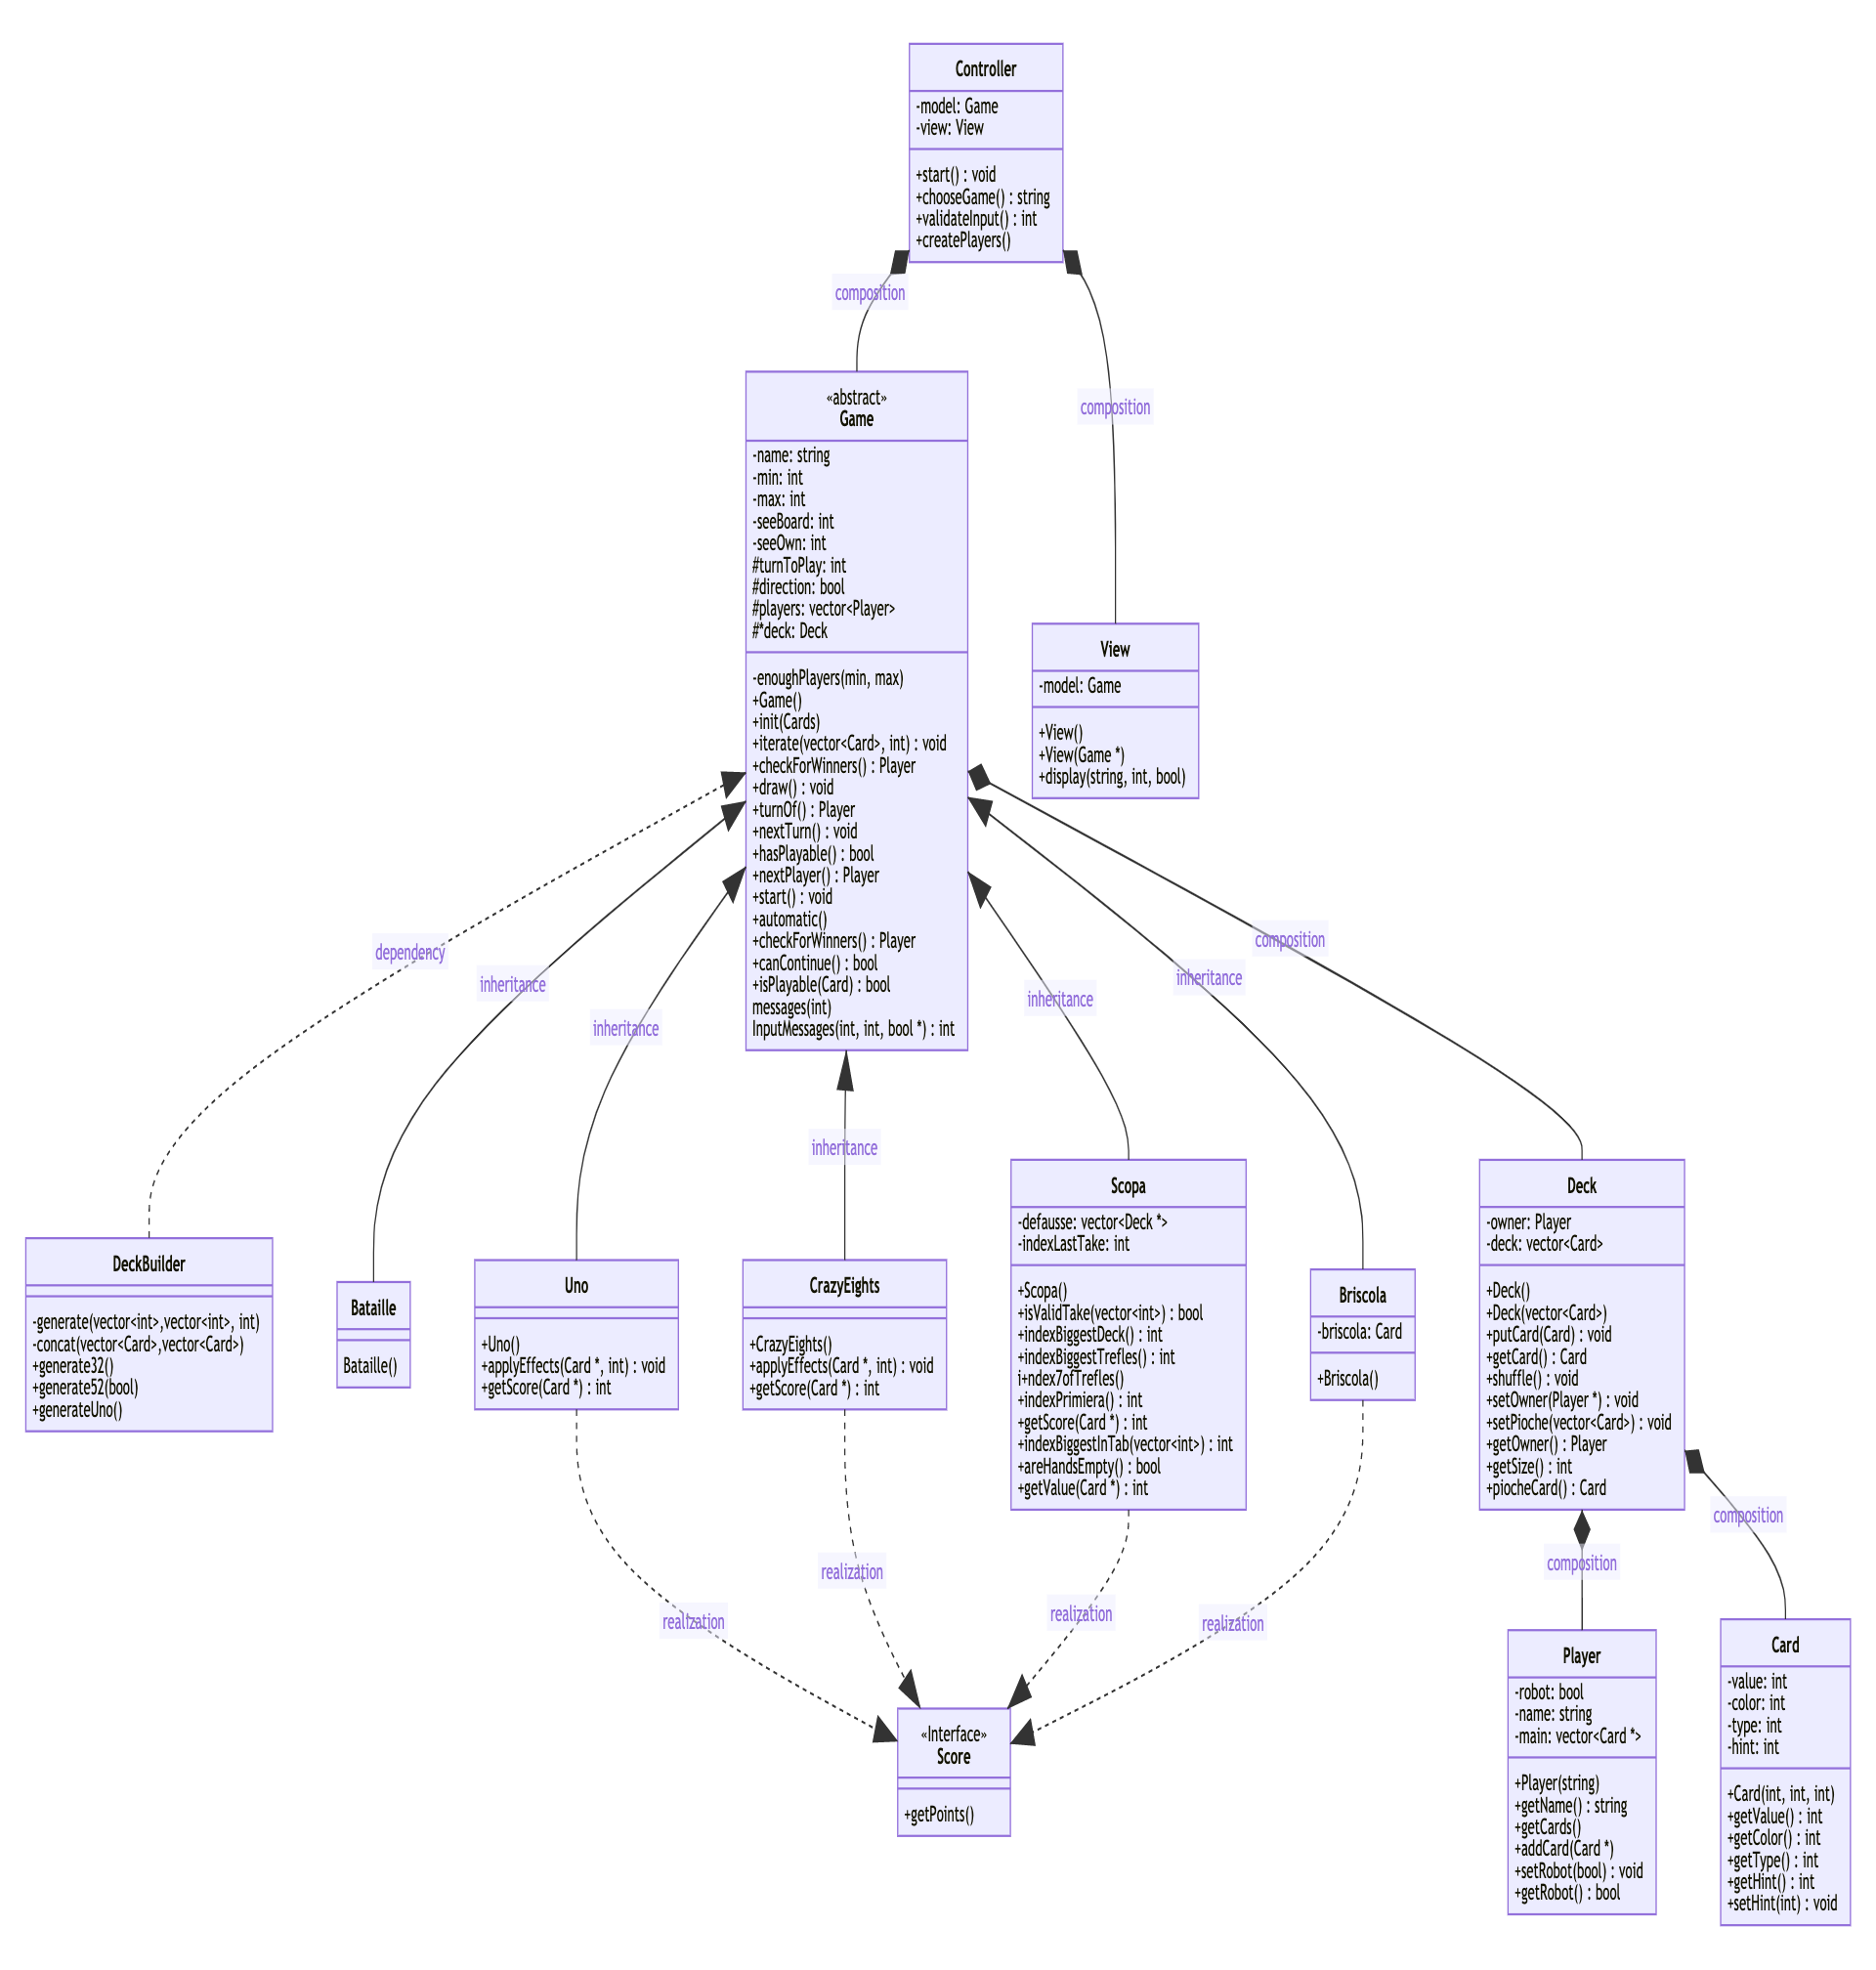 Controller
-model: Game
-view: View
+start() : void
+chooseGame() : string
+validateInput() : int
+createPlayers()
composition
composition
«abstract»
Game
-name: string
-min: int
-max: int
-seeBoard: int
-seeOwn: int
#turnToPlay: int
#direction: bool
#players: vector<Player>
#*deck: Deck
-enoughPlayers(min, max)
+Game()
+init(Cards)
+iterate(vector<Card>, int) : void
+checkForWinners() : Player
+draw() : void
+turnOf() : Player
+nextTurn() : void
+hasPlayable() : bool
+nextPlayer() : Player
+start() : void
+automatic()
+checkForWinners() : Player
+canContinue() : bool
+isPlayable(Card) : bool
messages(int)
InputMessages(int, int, bool *) : int
View
-model: Game
+View()
+View(Game *)
+display(string, int, bool)
dependency
inheritance
inheritance
inheritance
inheritance
inheritance
composition
DeckBuilder
-generate(vector<int>,vector<int>, int)
-concat(vector<Card>,vector<Card>)
+generate32()
+generate52(bool)
+generateUno()
Bataille
Bataille()
Uno
+Uno()
+applyEffects(Card *, int) : void
+getScore(Card *) : int
CrazyEights
+CrazyEights()
+applyEffects(Card *, int) : void
+getScore(Card *) : int
Scopa
-defausse: vector<Deck *>
-indexLastTake: int
+Scopa()
+isValidTake(vector<int>) : bool
+indexBiggestDeck() : int
+indexBiggestTrefles() : int
i+ndex7ofTrefles()
+indexPrimiera() : int
+getScore(Card *) : int
+indexBiggestInTab(vector<int>) : int
+areHandsEmpty() : bool
+getValue(Card *) : int
Briscola
-briscola: Card
+Briscola()
Deck
-owner: Player
-deck: vector<Card>
+Deck()
+Deck(vector<Card>)
+putCard(Card) : void
+getCard() : Card
+shuffle() : void
+setOwner(Player *) : void
+setPioche(vector<Card>) : void
+getOwner() : Player
+getSize() : int
+piocheCard() : Card
realization
realization
realization
realization
composition
composition
«Interface»
Score
+getPoints()
Player
-robot: bool
-name: string
-main: vector<Card *>
+Player(string)
+getName() : string
+getCards()
+addCard(Card *)
+setRobot(bool) : void
+getRobot() : bool
Card
-value: int
-color: int
-type: int
-hint: int
+Card(int, int, int)
+getValue() : int
+getColor() : int
+getType() : int
+getHint() : int
+setHint(int) : void